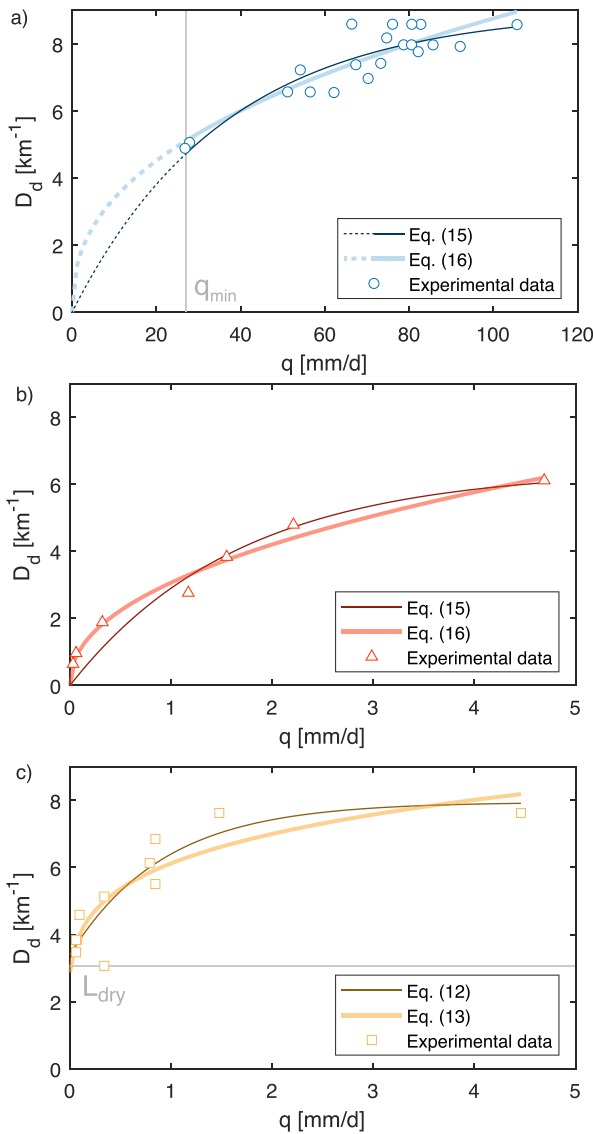 a)
8
6
4
2
0
D_d [km^-1]
q_min
Eq. (15)
Eq. (16)
Experimental data
0 20 40 60 80 100 120
q [mm/d]
b)
8
6
4
2
0
D_d [km^-1]
Eq. (15)
Eq. (16)
Experimental data
0 1 2 3 4 5
q [mm/d]
c)
8
6
4
2
0
D_d [km^-1]
L_dry
Eq. (12)
Eq. (13)
Experimental data
0 1 2 3 4 5
q [mm/d]